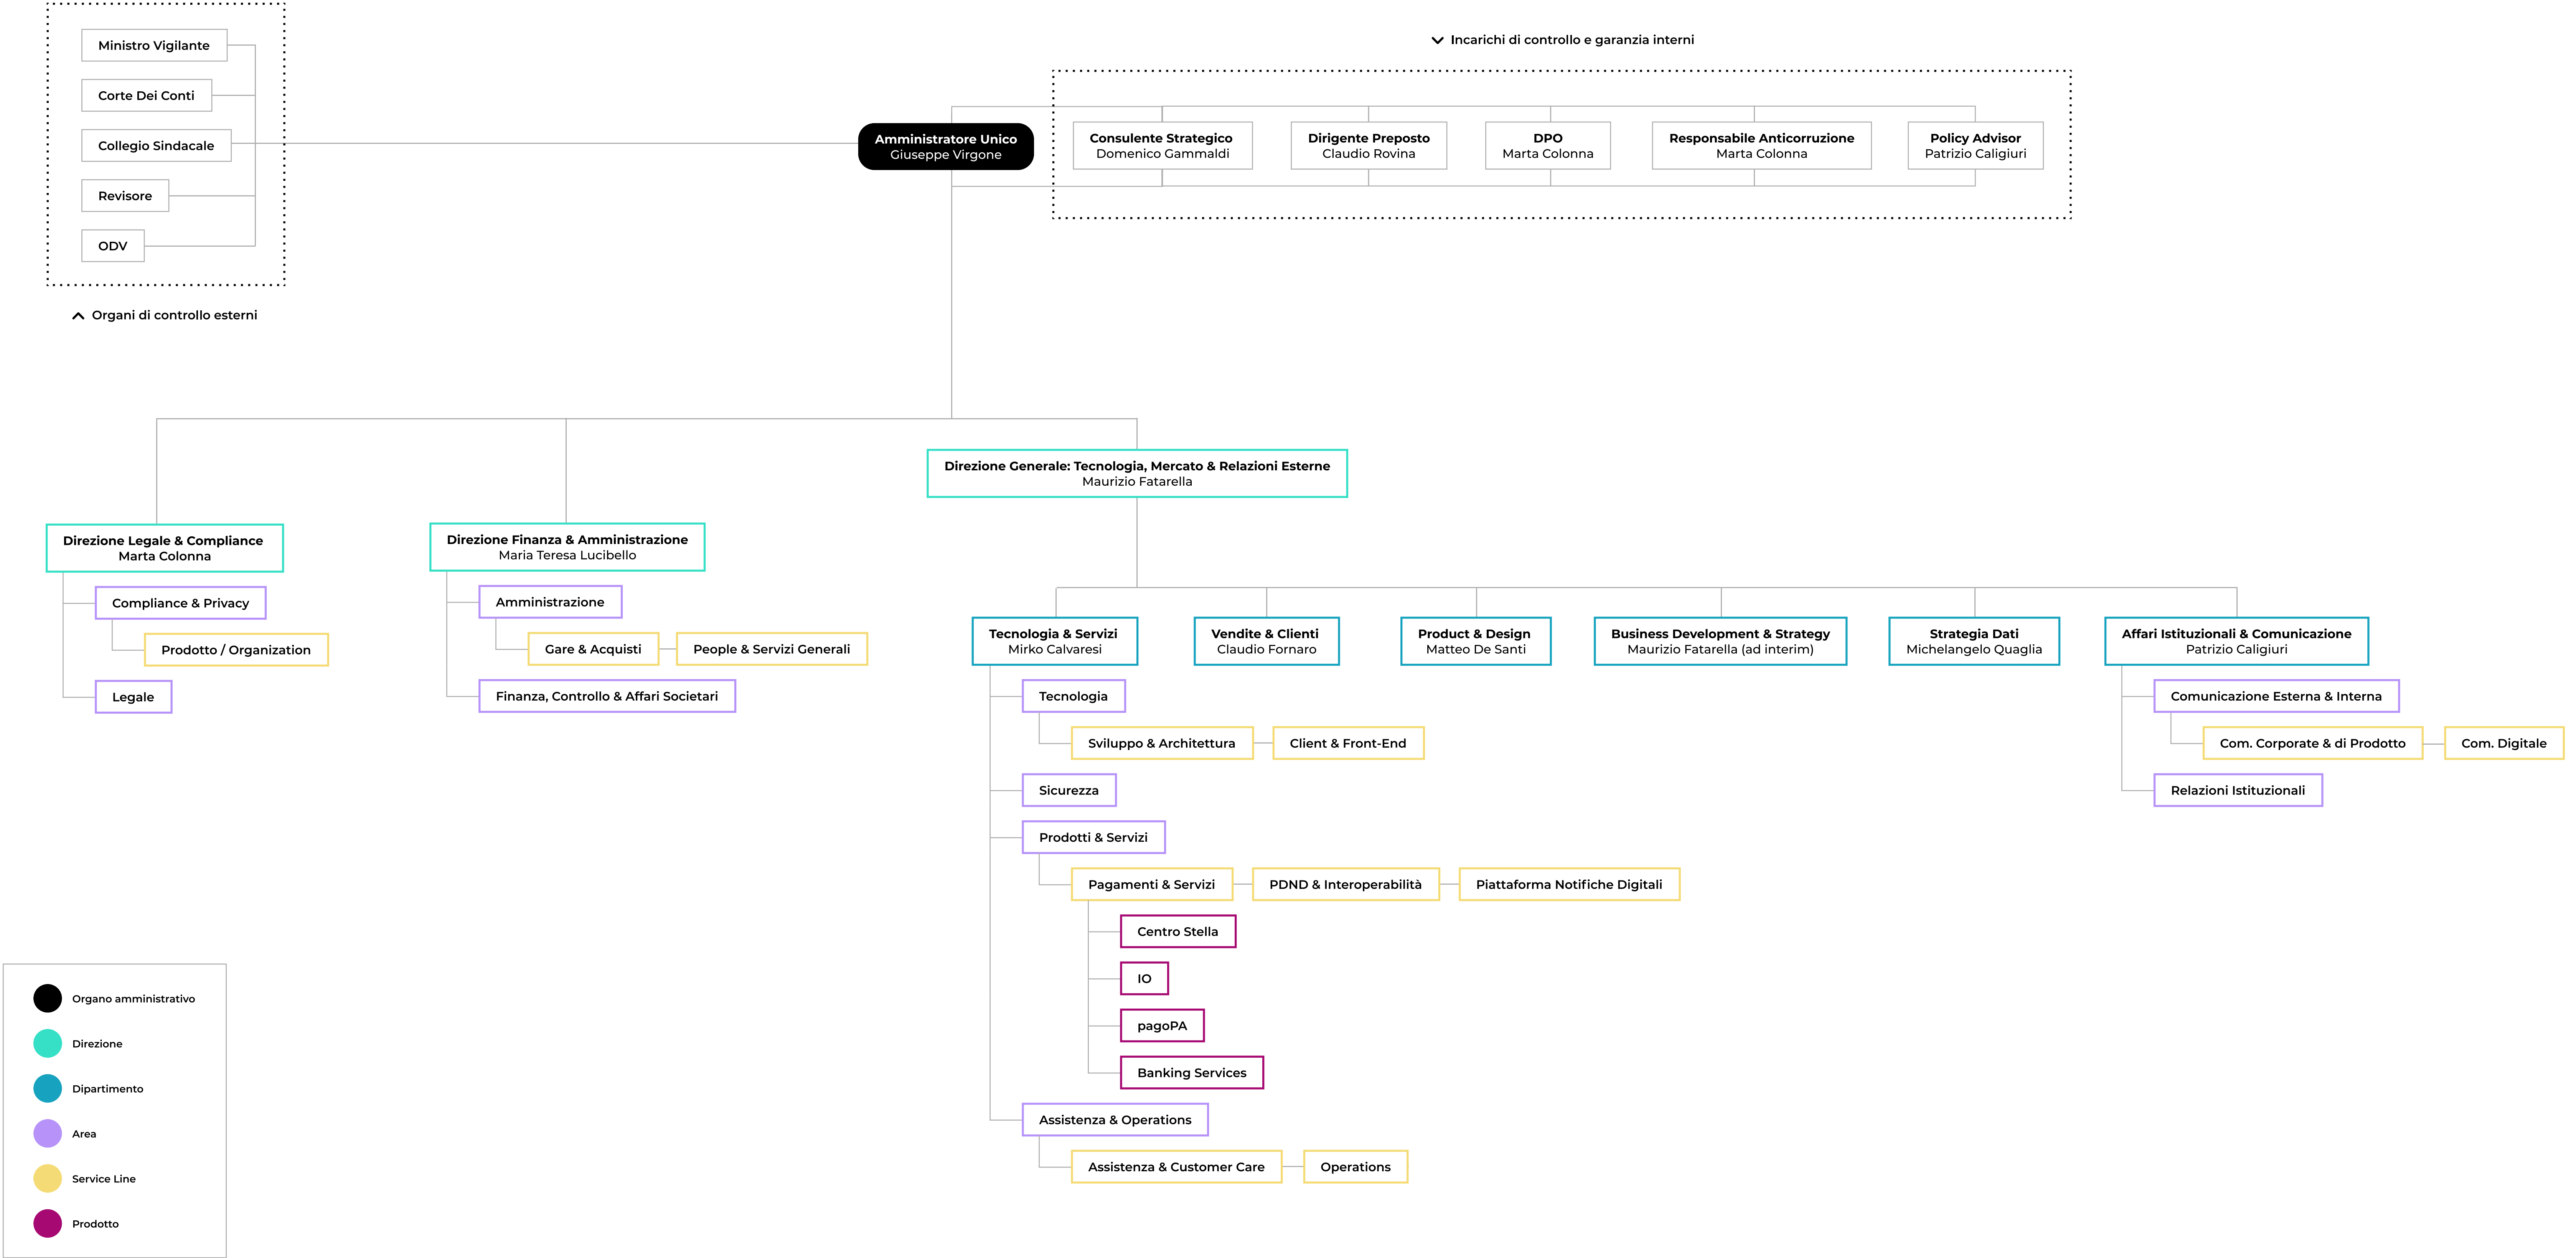 Ministro Vigilante
Corte Dei Conti
Collegio Sindacale
Revisore
ODV
Organi di controllo esterni
Incarichi di controllo e garanzia interni
Amministratore Unico
Giuseppe Virgone
Consulente Strategico
Domenico Gammaldi
Dirigente Preposto
Claudio Rovina
DPO
Marta Colonna
Responsabile Anticorruzione
Marta Colonna
Policy Advisor
Patrizio Caligiuri
Direzione Generale: Tecnologia, Mercato & Relazioni Esterne
Maurizio Fatarella
Direzione Legale & Compliance
Marta Colonna
Compliance & Privacy
Prodotto / Organization
Legale
Direzione Finanza & Amministrazione
Maria Teresa Lucibello
Amministrazione
Gare & Acquisti
People & Servizi Generali
Finanza, Controllo & Affari Societari
Tecnologia & Servizi
Mirko Calvaresi
Vendite & Clienti
Claudio Fornaro
Product & Design
Matteo De Santi
Business Development & Strategy
Maurizio Fatarella (ad interim)
Strategia Dati
Michelangelo Quaglia
Affari Istituzionali & Comunicazione
Patrizio Caligiuri
Tecnologia
Sviluppo & Architettura
Client & Front-End
Sicurezza
Prodotti & Servizi
Pagamenti & Servizi
PDND & Interoperabilità
Piattaforma Notifiche Digitali
Centro Stella
IO
pagoPA
Banking Services
Assistenza & Operations
Assistenza & Customer Care
Operations
Comunicazione Esterna & Interna
Com. Corporate & di Prodotto
Com. Digitale
Relazioni Istituzionali
Organo amministrativo
Direzione
Dipartimento
Area
Service Line
Prodotto